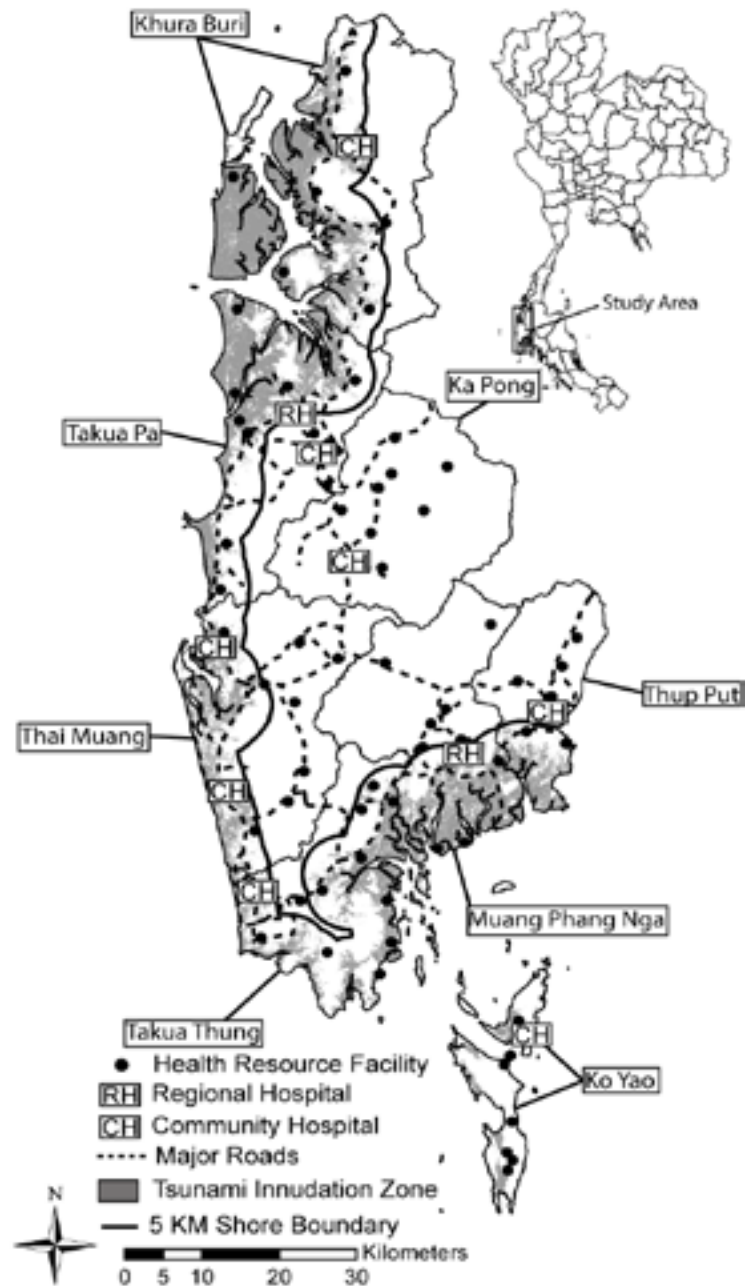 Khura Buri
CH
Study Area
Ka Pong
RH
Takua Pa
CH
CH
CH
Thup Put
CH
Thai Muang
RH
CH
CH
Muang Phang Nga
Takua Thung
CH
Ko Yao
Health Resource Facility
RH Regional Hospital
CH Community Hospital
Major Roads
Tsunami Innudation Zone
N
5 KM Shore Boundary
Kilometers
0 5 10 20 30